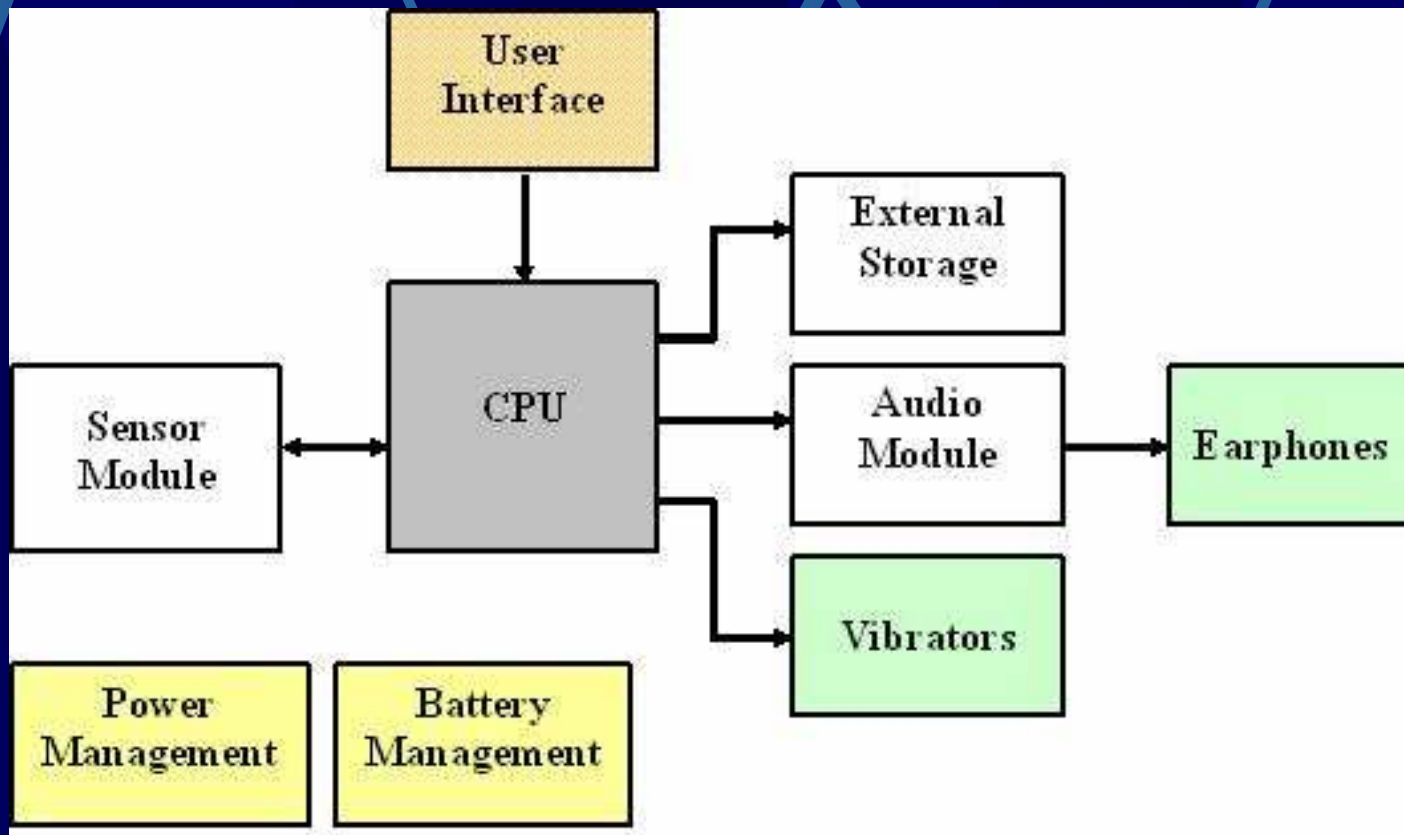 User
Interface
External
Storage
CPU
Sensor
Module
Audio
Module
Earphones
Vibrators
Power
Management
Battery
Management